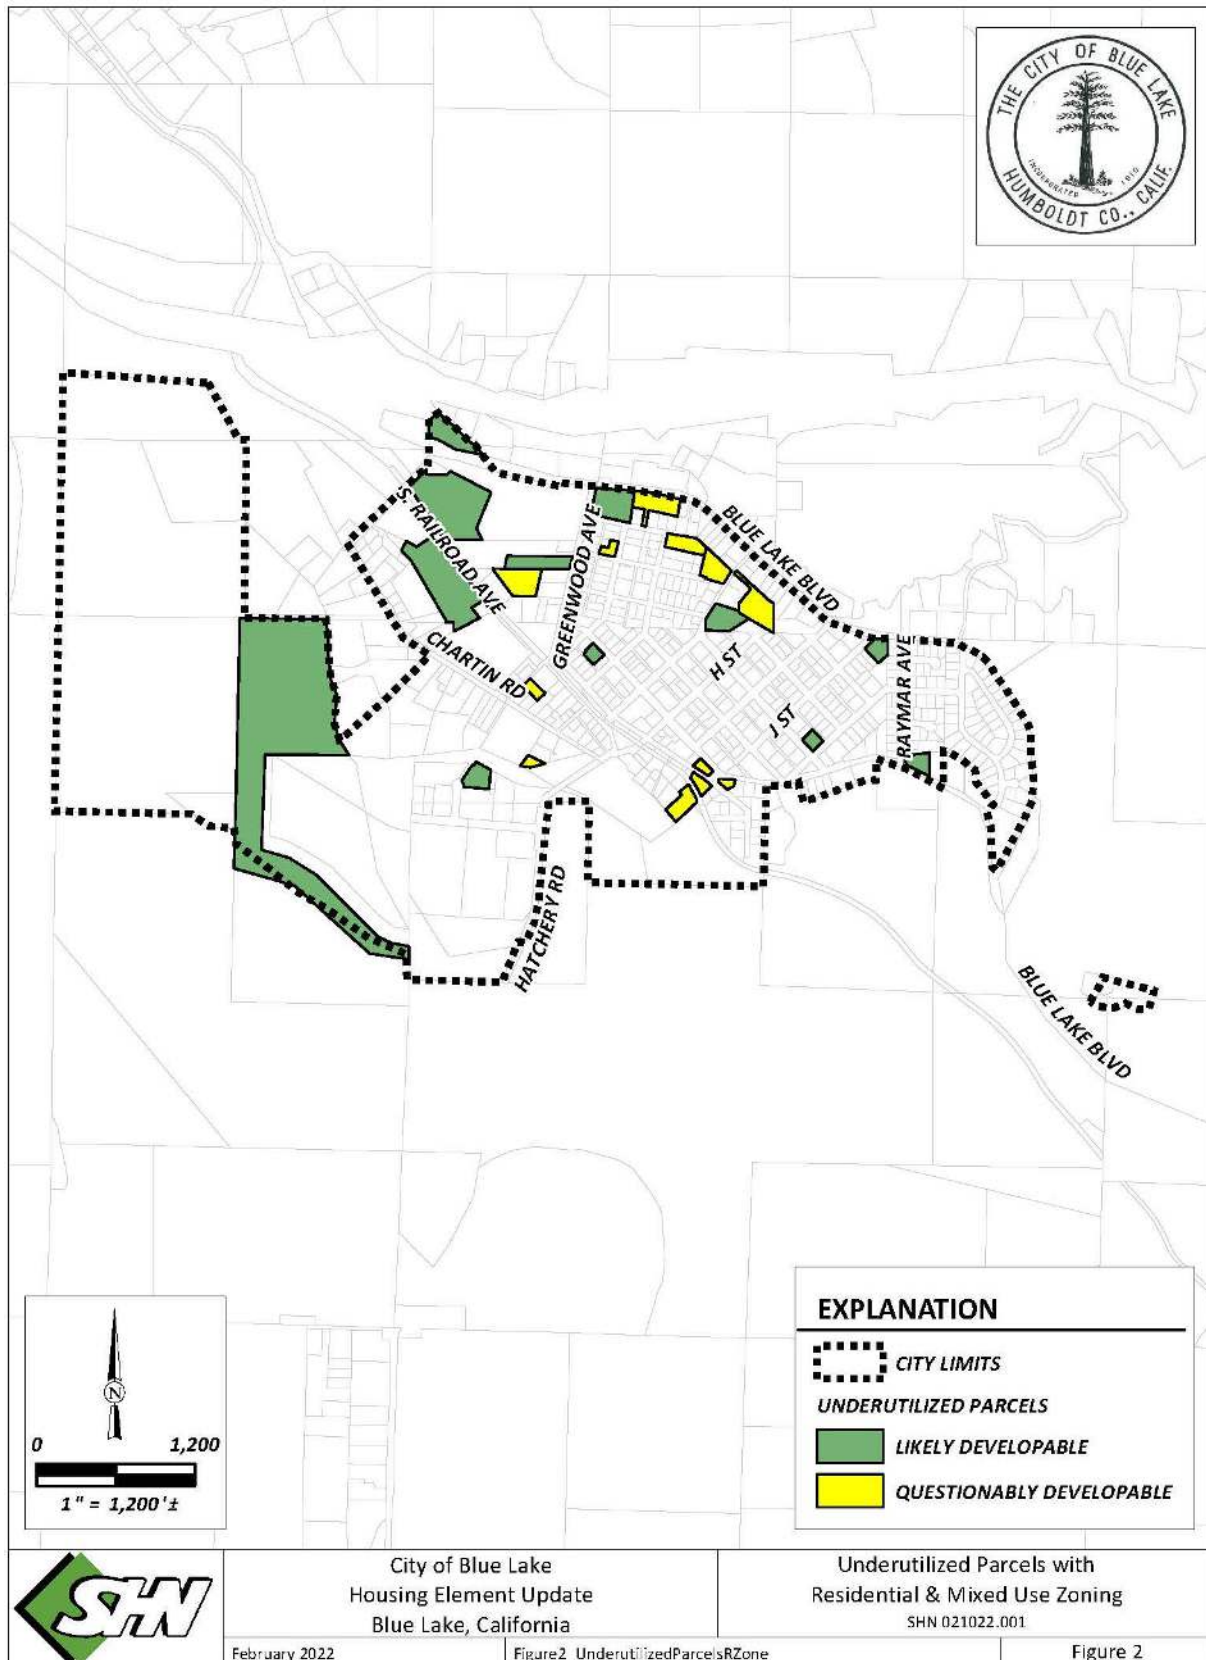 THE CITY OF BLUE LAKE
INCORPORATED 1910
HUMBOLDT CO., CALIF.
S. RAILROAD AVE
GREENWOOD AVE
BLUE LAKE BLVD
CHARTIN RD
H ST
J ST
RAYMAR AVE
HATCHERY RD
BLUE LAKE BLVD
EXPLANATION
CITY LIMITS
UNDERUTILIZED PARCELS
LIKELY DEVELOPABLE
QUESTIONABLY DEVELOPABLE
N
0 1,200
1" = 1,200'±
SHN
City of Blue Lake
Housing Element Update
Blue Lake, California
Underutilized Parcels with
Residential & Mixed Use Zoning
SHN 021022.001
February 2022
Figure2_UnderutilizedParcelsRZone
Figure 2